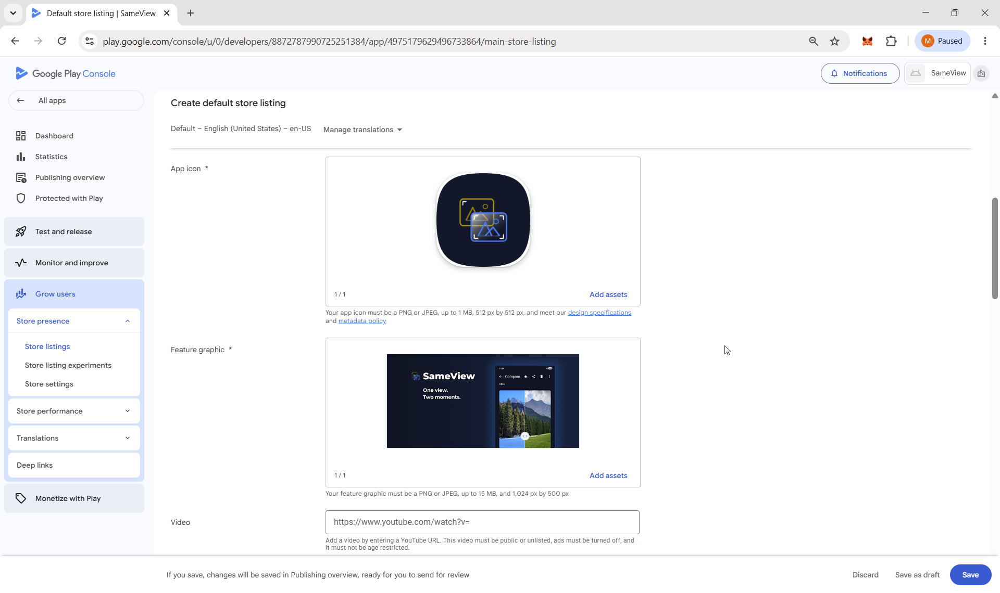 Default store listing | SameView
play.google.com/console/u/0/developers/8872787990725251384/app/4975179629496733864/main-store-listing
M Paused
Google Play Console
Notifications
SameView
All apps
Dashboard
Statistics
Publishing overview
Protected with Play
Test and release
Monitor and improve
Grow users
Store presence
Store listings
Store listing experiments
Store settings
Store performance
Translations
Deep links
Monetize with Play
Create default store listing
Default – English (United States) – en-US
Manage translations
App icon *
1 / 1
Add assets
Your app icon must be a PNG or JPEG, up to 1 MB, 512 px by 512 px, and meet our design specifications
and metadata policy
Feature graphic *
SameView
One view.
Two moments.
11:30
Compare
Alps
1 / 1
Add assets
Your feature graphic must be a PNG or JPEG, up to 15 MB, and 1,024 px by 500 px
Video
https://www.youtube.com/watch?v=
Add a video by entering a YouTube URL. This video must be public or unlisted, ads must be turned off, and
it must not be age restricted.
If you save, changes will be saved in Publishing overview, ready for you to send for review
Discard
Save as draft
Save